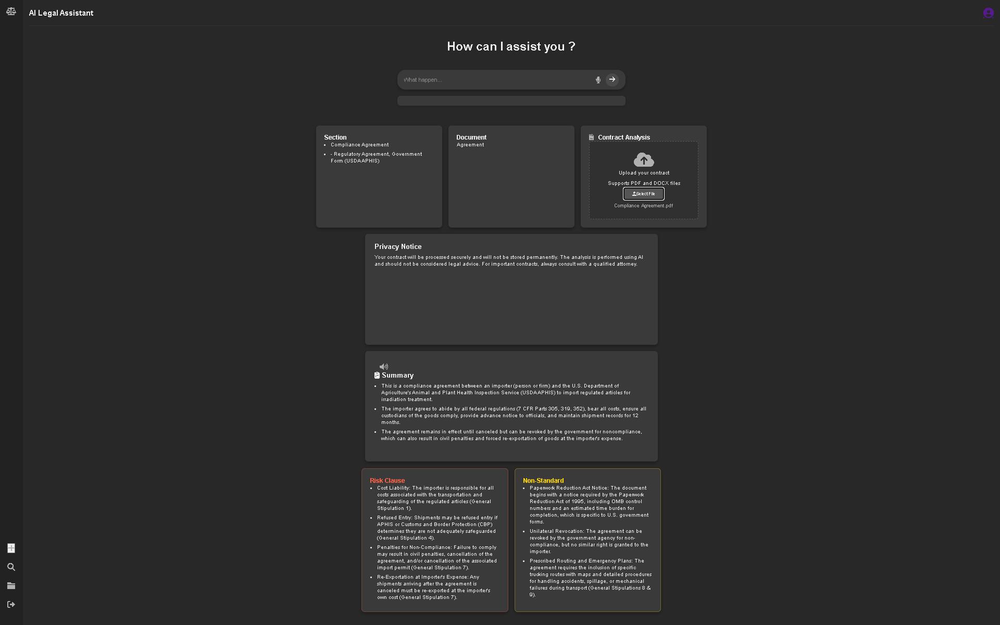 AI Legal Assistant
How can I assist you ?
What happen...
Section
• Compliance Agreement
• - Regulatory Agreement, Government
Form (USDAAPHIS)
Document
Agreement
Contract Analysis
Upload your contract
Supports PDF and DOCX files
Select File
Compliance Agreement.pdf
Privacy Notice
Your contract will be processed securely and will not be stored permanently. The analysis is performed using AI
and should not be considered legal advice. For important contracts, always consult with a qualified attorney.
Summary
• This is a compliance agreement between an importer (person or firm) and the U.S. Department of
Agriculture's Animal and Plant Health Inspection Service (USDAAPHIS) to import regulated articles for
irradiation treatment.
• The importer agrees to abide by all federal regulations (7 CFR Parts 305, 319, 352), bear all costs, ensure all
custodians of the goods comply, provide advance notice to officials, and maintain shipment records for 12
months.
• The agreement remains in effect until canceled but can be revoked by the government for noncompliance,
which can also result in civil penalties and forced re-exportation of goods at the importer's expense.
Risk Clause
• Cost Liability: The importer is responsible for all
costs associated with the transportation and
safeguarding of the regulated articles (General
Stipulation 1).
• Refused Entry: Shipments may be refused entry if
APHIS or Customs and Border Protection (CBP)
determines they are not adequately safeguarded
(General Stipulation 4).
• Penalties for Non-Compliance: Failure to comply
may result in civil penalties, cancellation of the
agreement, and/or cancellation of the associated
import permit (General Stipulation 7).
• Re-Exportation at Importer's Expense: Any
shipments arriving after the agreement is
canceled must be re-exported at the importer's
own cost (General Stipulation 7).
Non-Standard
• Paperwork Reduction Act Notice: The document
begins with a notice required by the Paperwork
Reduction Act of 1995, including OMB control
numbers and an estimated time burden for
completion, which is specific to U.S. government
forms.
• Unilateral Revocation: The agreement can be
revoked by the government agency for non-
compliance, but no similar right is granted to the
importer.
• Prescribed Routing and Emergency Plans: The
agreement requires the inclusion of specific
trucking routes with maps and detailed procedures
for handling accidents, spillage, or mechanical
failures during transport (General Stipulations 8 &
9).